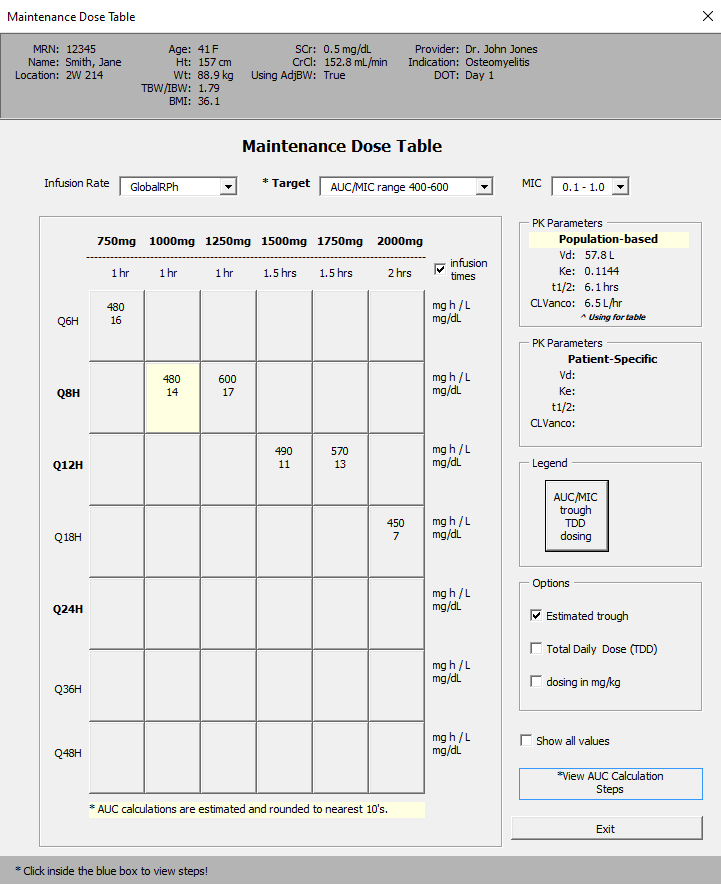 Maintenance Dose Table
MRN: 12345 Age: 41 F SCr: 0.5 mg/dL Provider: Dr. John Jones
Name: Smith, Jane Ht: 157 cm CrCl: 152.8 mL/min Indication: Osteomyelitis
Location: 2W 214 Wt: 88.9 kg Using AdjBW: True DOT: Day 1
TBW/IBW: 1.79
BMI: 36.1
Maintenance Dose Table
Infusion Rate GlobalRPh * Target AUC/MIC range 400-600 MIC 0.1 - 1.0
750mg 1000mg 1250mg 1500mg 1750mg 2000mg
1 hr 1 hr 1 hr 1.5 hrs 1.5 hrs 2 hrs
infusion
times
Q6H
480
16
mg h / L
mg/dL
Q8H
480 600
14 17
mg h / L
mg/dL
Q12H
490 570
11 13
mg h / L
mg/dL
Q18H
450
7
mg h / L
mg/dL
Q24H
mg h / L
mg/dL
Q36H
mg h / L
mg/dL
Q48H
mg h / L
mg/dL
* AUC calculations are estimated and rounded to nearest 10's.
PK Parameters
Population-based
Vd: 57.8 L
Ke: 0.1144
t1/2: 6.1 hrs
CLVanco: 6.5 L/hr
^ Using for table
PK Parameters
Patient-Specific
Vd:
Ke:
t1/2:
CLVanco:
Legend
AUC/MIC
trough
TDD
dosing
Options
Estimated trough
Total Daily Dose (TDD)
dosing in mg/kg
Show all values
*View AUC Calculation
Steps
Exit
* Click inside the blue box to view steps!